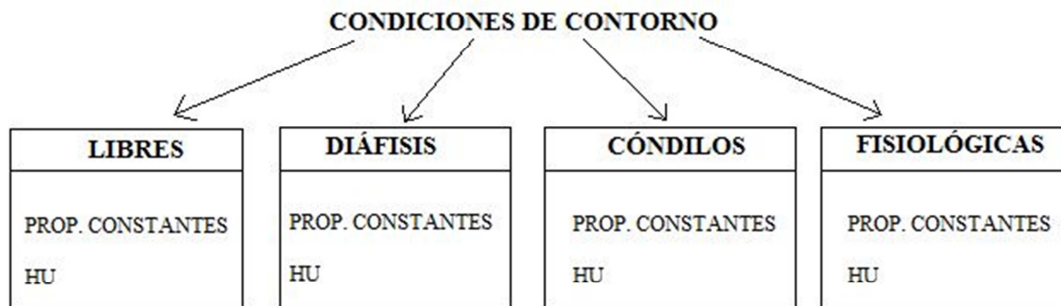 CONDICIONES DE CONTORNO
LIBRES
PROP. CONSTANTES
HU
DIÁFISIS
PROP. CONSTANTES
HU
CÓNDILOS
PROP. CONSTANTES
HU
FISIOLÓGICAS
PROP. CONSTANTES
HU